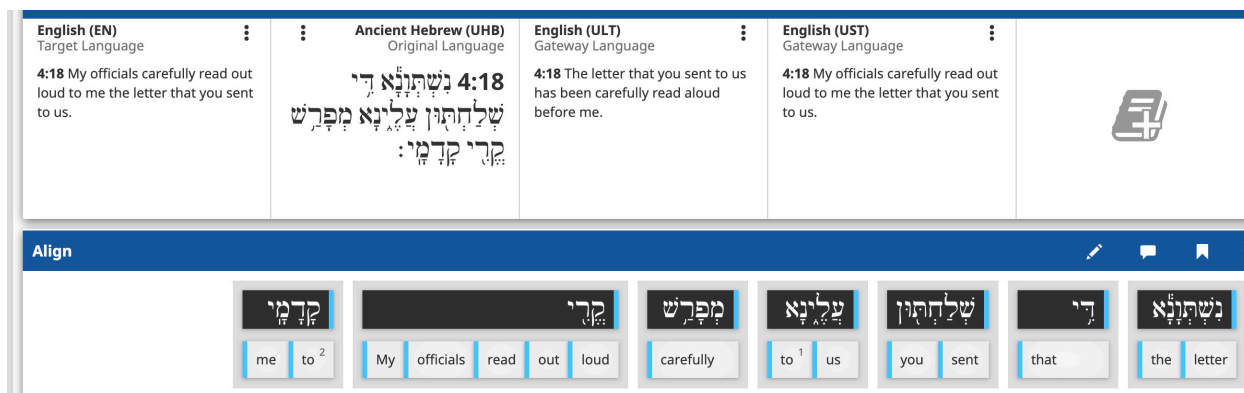 English (EN)
Target Language
4:18 My officials carefully read out
loud to me the letter that you sent
to us.
Ancient Hebrew (UHB)
Original Language
4:18 נִשְׁתְּוָנָ֕א דִּ֥י
שְׁלַחְתּ֖וּן עֲלֶ֑ינָא מְפָרַ֥שׁ
קֱרִ֖י קָדָמָֽי׃
English (ULT)
Gateway Language
4:18 The letter that you sent to us
has been carefully read aloud
before me.
English (UST)
Gateway Language
4:18 My officials carefully read out
loud to me the letter that you sent
to us.
Align
נִשְׁתְּוָנָ֕א
the letter
דִּ֥י
that
שְׁלַחְתּ֖וּן
you sent
עֲלֶ֑ינָא
to 1 us
מְפָרַ֥שׁ
carefully
קֱרִ֖י
My officials read out loud
קָדָמָֽי
me to 2